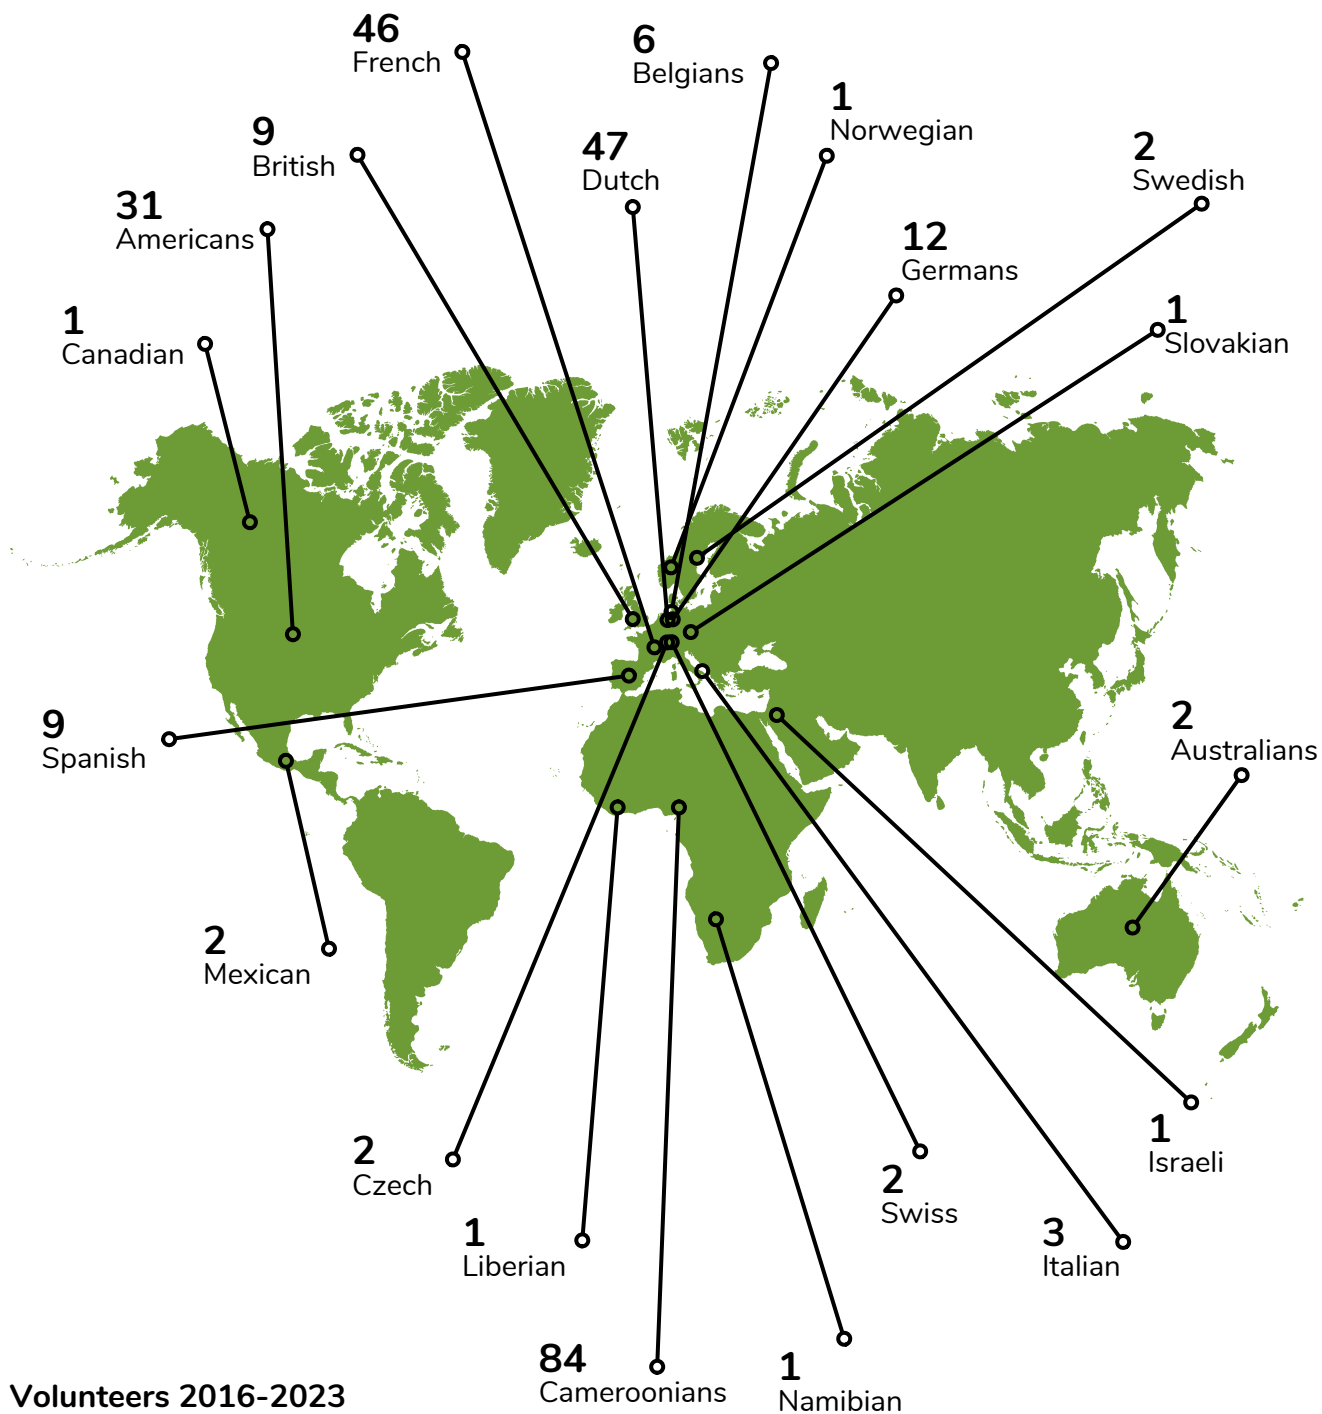 46
French
6
Belgians
1
Norwegian
9
British
47
Dutch
2
Swedish
31
Americans
12
Germans
1
Canadian
1
Slovakian
9
Spanish
2
Australians
2
Mexican
2
Czech
1
Israeli
2
Swiss
1
Liberian
3
Italian
84
Cameroonians
1
Namibian
Volunteers 2016-2023